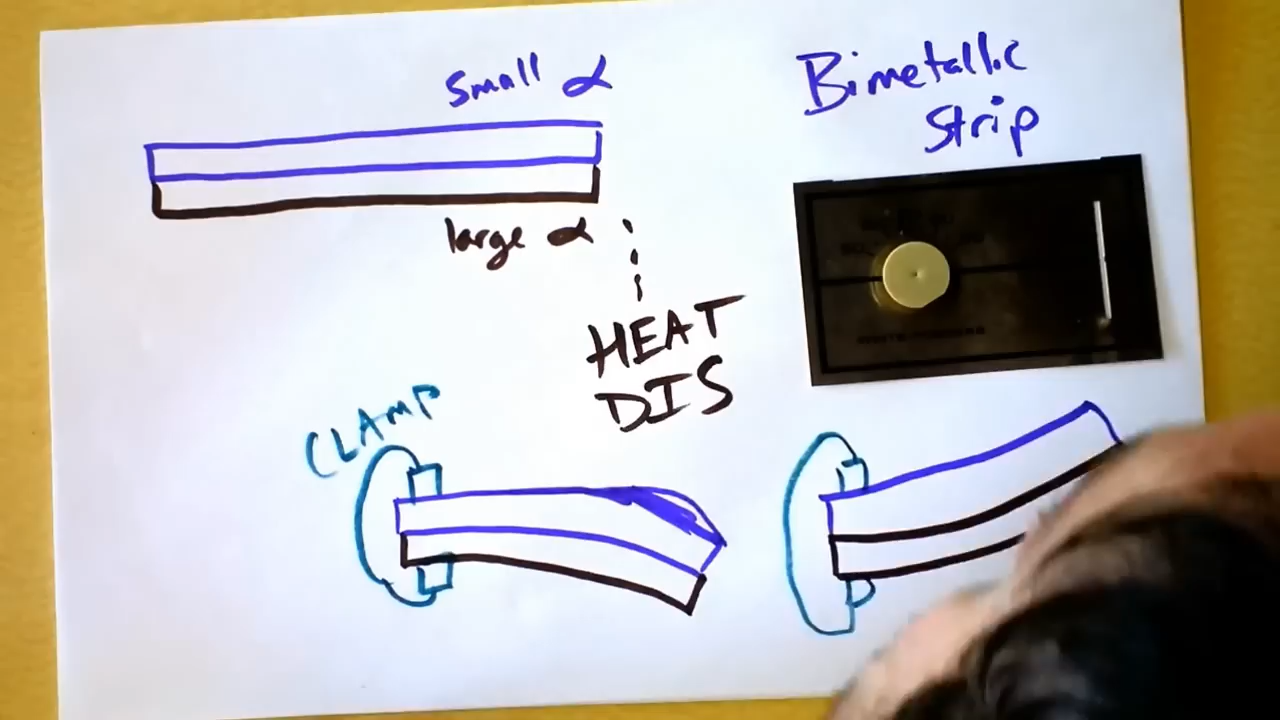 Small α
Bimetallic
Strip
large α
HEAT
DIS
CLAMP